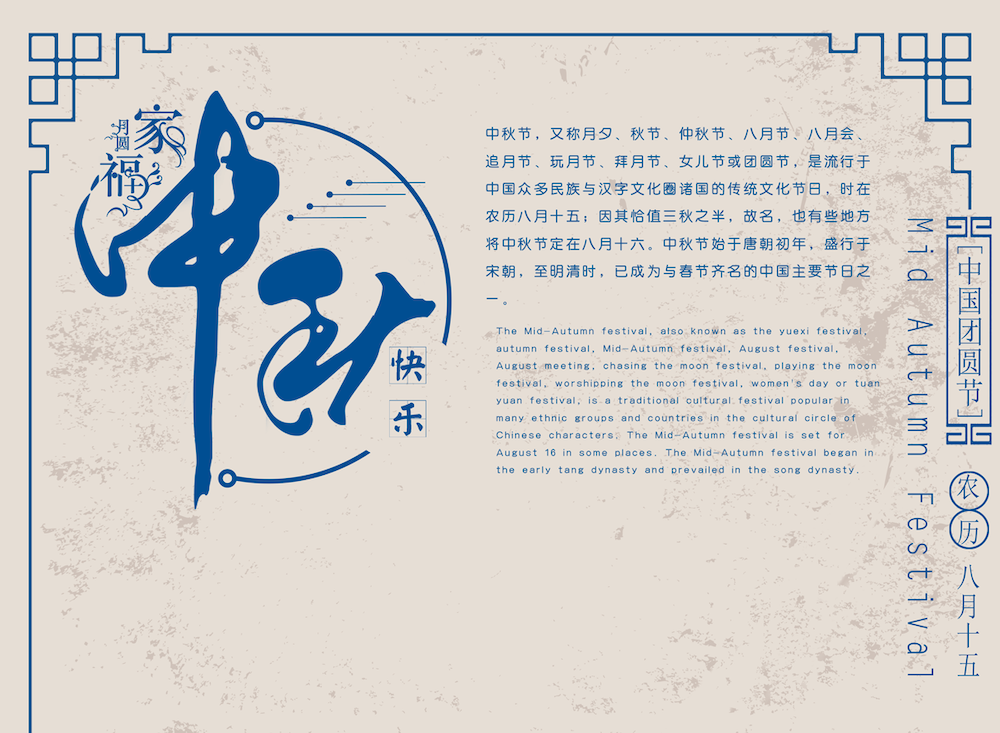 家
月圆
福
中秋
快
乐
中秋节，又称月夕、秋节、仲秋节、八月节、八月会、
追月节、玩月节、拜月节、女儿节或团圆节，是流行于
中国众多民族与汉字文化圈诸国的传统文化节日，时在
农历八月十五；因其恰值三秋之半，故名，也有些地方
将中秋节定在八月十六。中秋节始于唐朝初年，盛行于
宋朝，至明清时，已成为与春节齐名的中国主要节日之
一。
The Mid-Autumn festival, also known as the yuexi festival,
autumn festival, Mid-Autumn festival, August festival,
August meeting, chasing the moon festival, playing the moon
festival, worshipping the moon festival, women's day or tuan
yuan festival, is a traditional cultural festival popular in
many ethnic groups and countries in the cultural circle of
Chinese characters. The Mid-Autumn festival is set for
August 16 in some places. The Mid-Autumn festival began in
the early tang dynasty and prevailed in the song dynasty.
Mid Autumn Festival
[中国团圆节]
农历八月十五